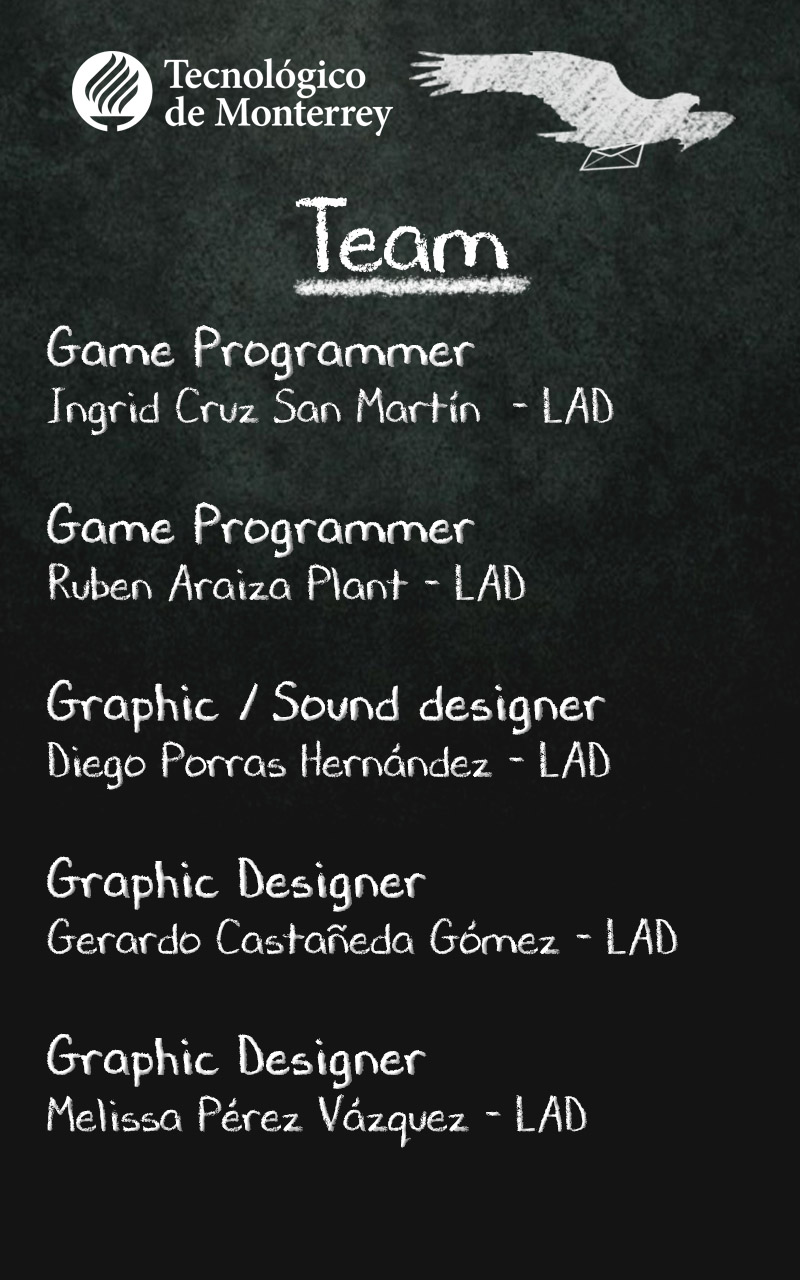 Tecnológico
de Monterrey
Team
Game Programmer
Ingrid Cruz San Martín - LAD
Game Programmer
Ruben Araiza Plant - LAD
Graphic / Sound designer
Diego Porras Hernández - LAD
Graphic Designer
Gerardo Castañeda Gómez - LAD
Graphic Designer
Melissa Pérez Vázquez - LAD